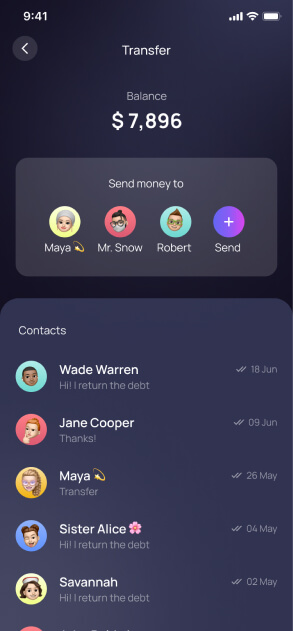 9:41
Transfer
Balance
$ 7,896
Send money to
Maya 💫 Mr. Snow Robert Send
Contacts
Wade Warren 18 Jun
Hi! I return the debt
Jane Cooper 09 Jun
Thanks!
Maya 💫 26 May
Transfer
Sister Alice 🌸 04 May
Hi! I return the debt
Savannah 02 May
Hi! I return the debt